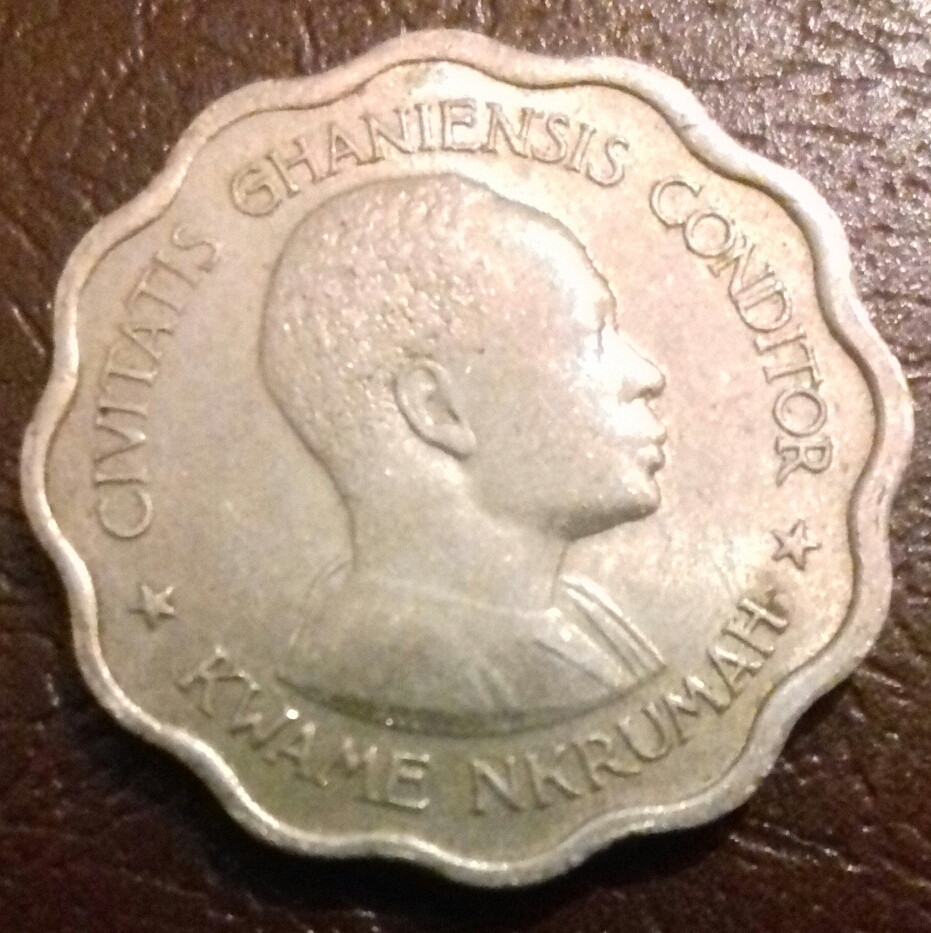 CIVITATIS GHANIENSIS CONDITOR
KWAME NKRUMAH